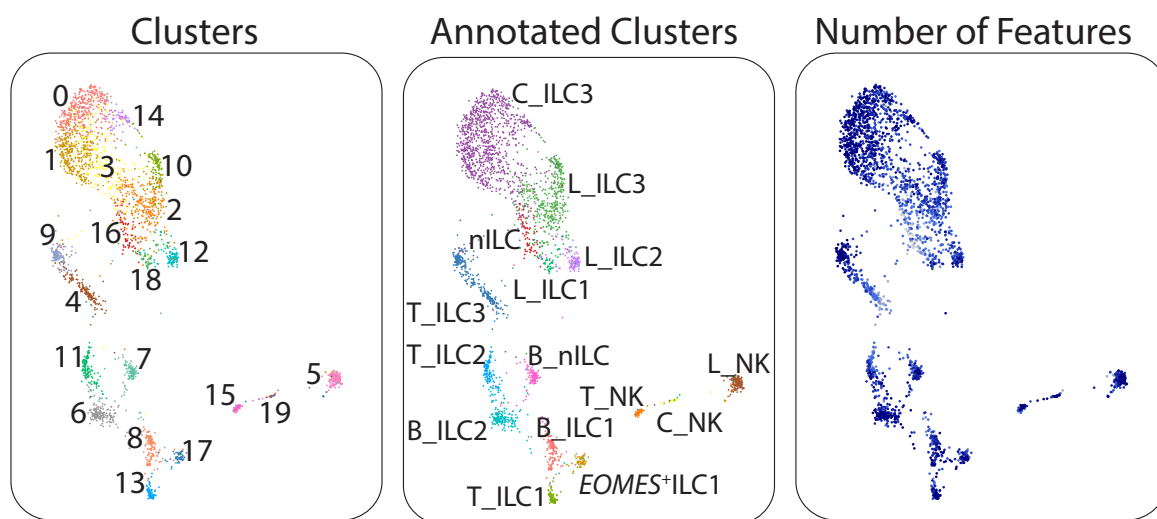 Clusters
0
14
1
3
10
2
9
16
12
18
4
11
7
5
15
6
19
8
17
13
Annotated Clusters
C_ILC3
L_ILC3
nILC
L_ILC2
L_ILC1
T_ILC3
T_ILC2
B_nILC
L_NK
T_NK
C_NK
B_ILC2
B_ILC1
EOMES⁺ILC1
T_ILC1
Number of Features